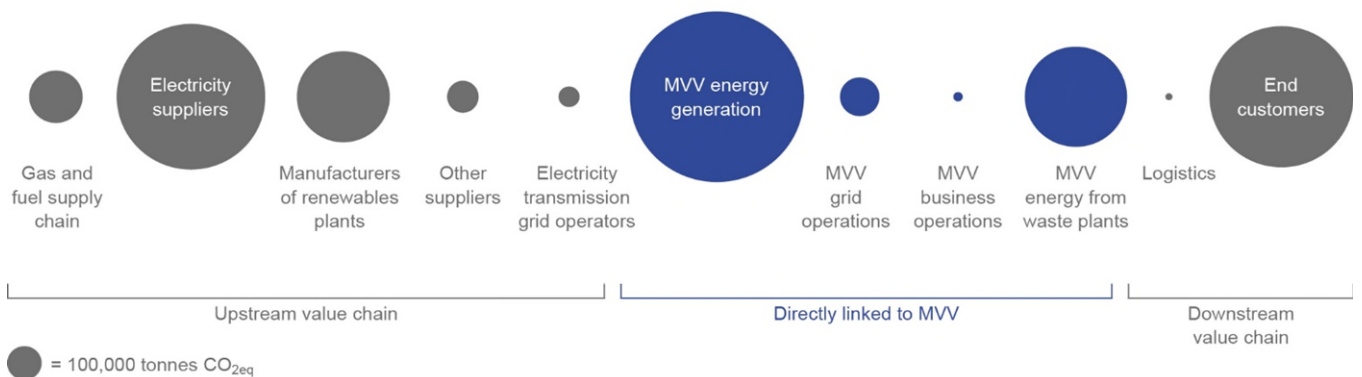 Electricity
suppliers
MVV energy
generation
End
customers
Gas and
fuel supply
chain
Manufacturers
of renewables
plants
Other
suppliers
Electricity
transmission
grid operators
MVV
grid
operations
MVV
business
operations
MVV
energy from
waste plants
Logistics
Upstream value chain
Directly linked to MVV
Downstream
value chain
= 100,000 tonnes CO2eq